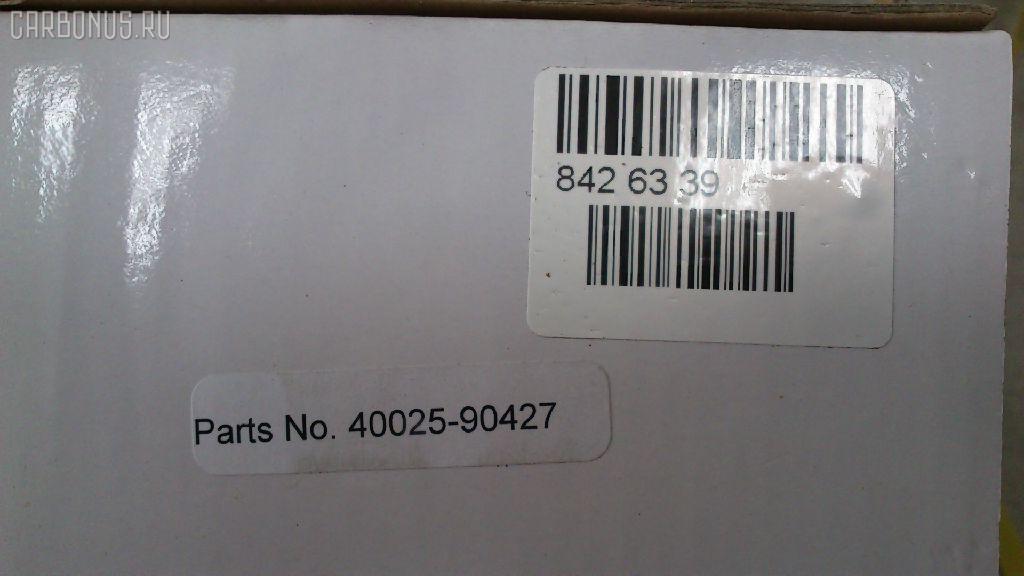 CARBONUS.RU
842 63 39
Parts No. 40025-90427